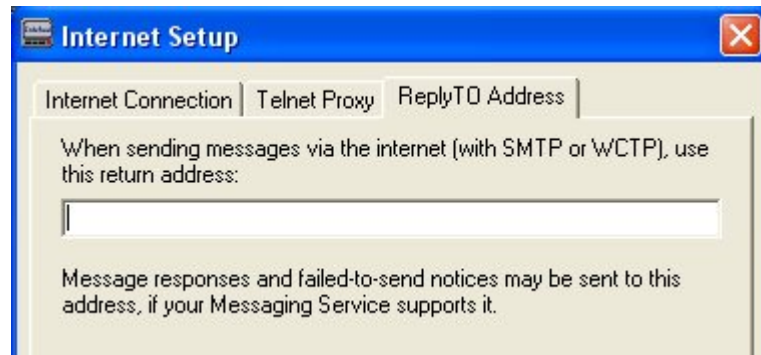 Internet Setup
Internet Connection
Telnet Proxy
ReplyTO Address
When sending messages via the internet (with SMTP or WCTP), use
this return address:
Message responses and failed-to-send notices may be sent to this
address, if your Messaging Service supports it.